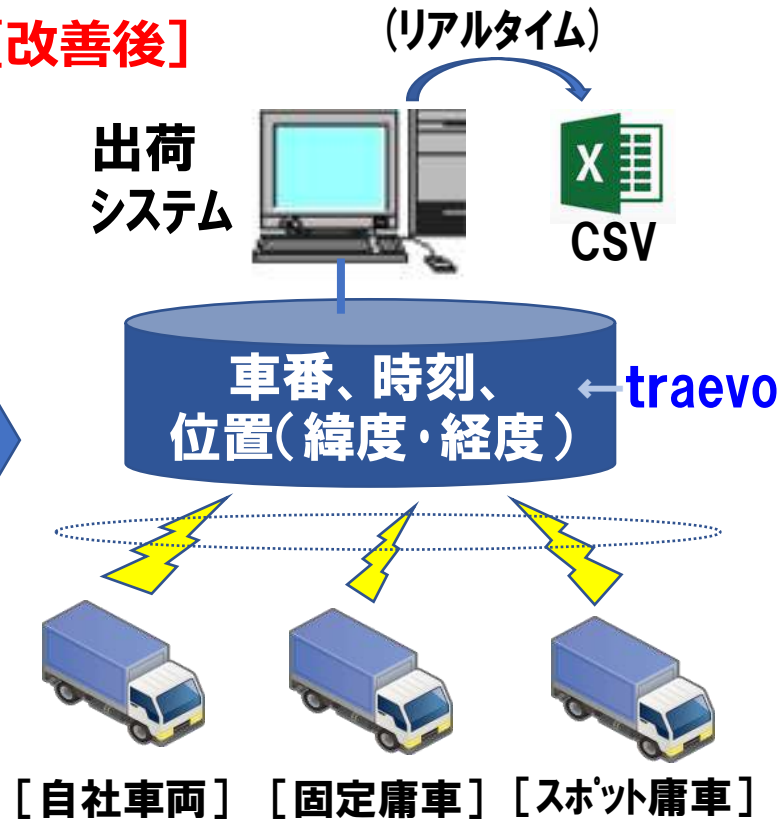 [改善後]
(リアルタイム)
出荷
システム
X
CSV
車番、時刻、
位置(緯度・経度)
←traevo
[自社車両] [固定庸車] [スポット庸車]